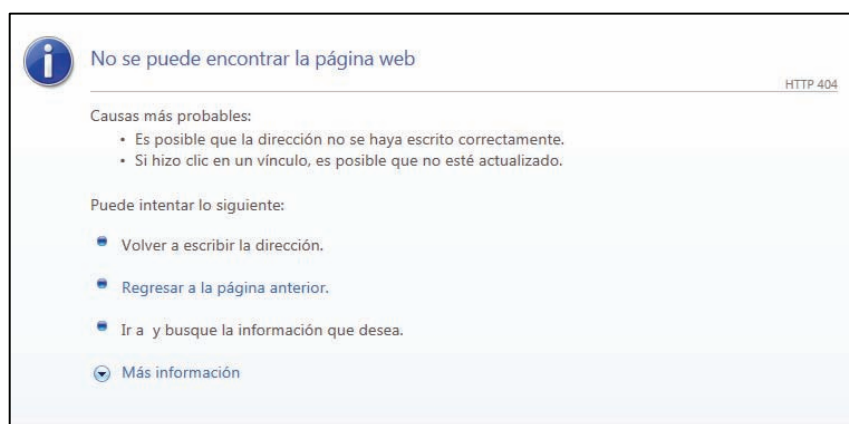 No se puede encontrar la página web
HTTP 404
Causas más probables:
• Es posible que la dirección no se haya escrito correctamente.
• Si hizo clic en un vínculo, es posible que no esté actualizado.
Puede intentar lo siguiente:
Volver a escribir la dirección.
Regresar a la página anterior.
Ir a  y busque la información que desea.
Más información